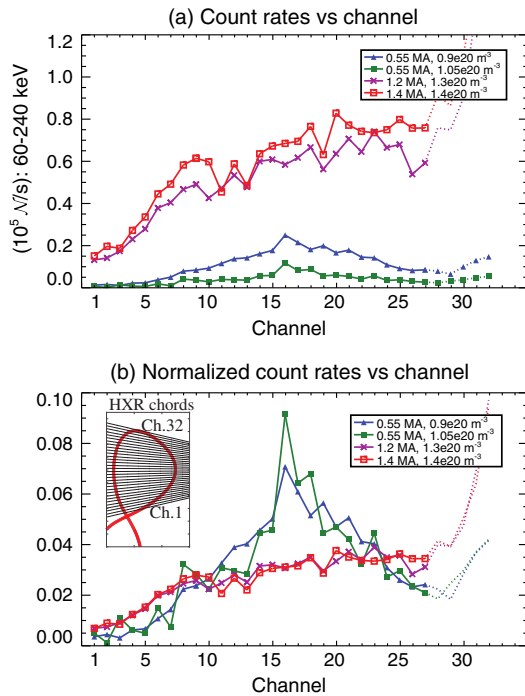 (a) Count rates vs channel
1.2
1.0
0.8
0.6
0.4
0.2
0.0
(10⁵ N/s): 60-240 keV
0.55 MA, 0.9e20 m⁻³
0.55 MA, 1.05e20 m⁻³
1.2 MA, 1.3e20 m⁻³
1.4 MA, 1.4e20 m⁻³
1 5 10 15 20 25 30
Channel
(b) Normalized count rates vs channel
0.10
0.08
0.06
0.04
0.02
0.00
HXR chords
Ch.32
Ch.1
0.55 MA, 0.9e20 m⁻³
0.55 MA, 1.05e20 m⁻³
1.2 MA, 1.3e20 m⁻³
1.4 MA, 1.4e20 m⁻³
1 5 10 15 20 25 30
Channel